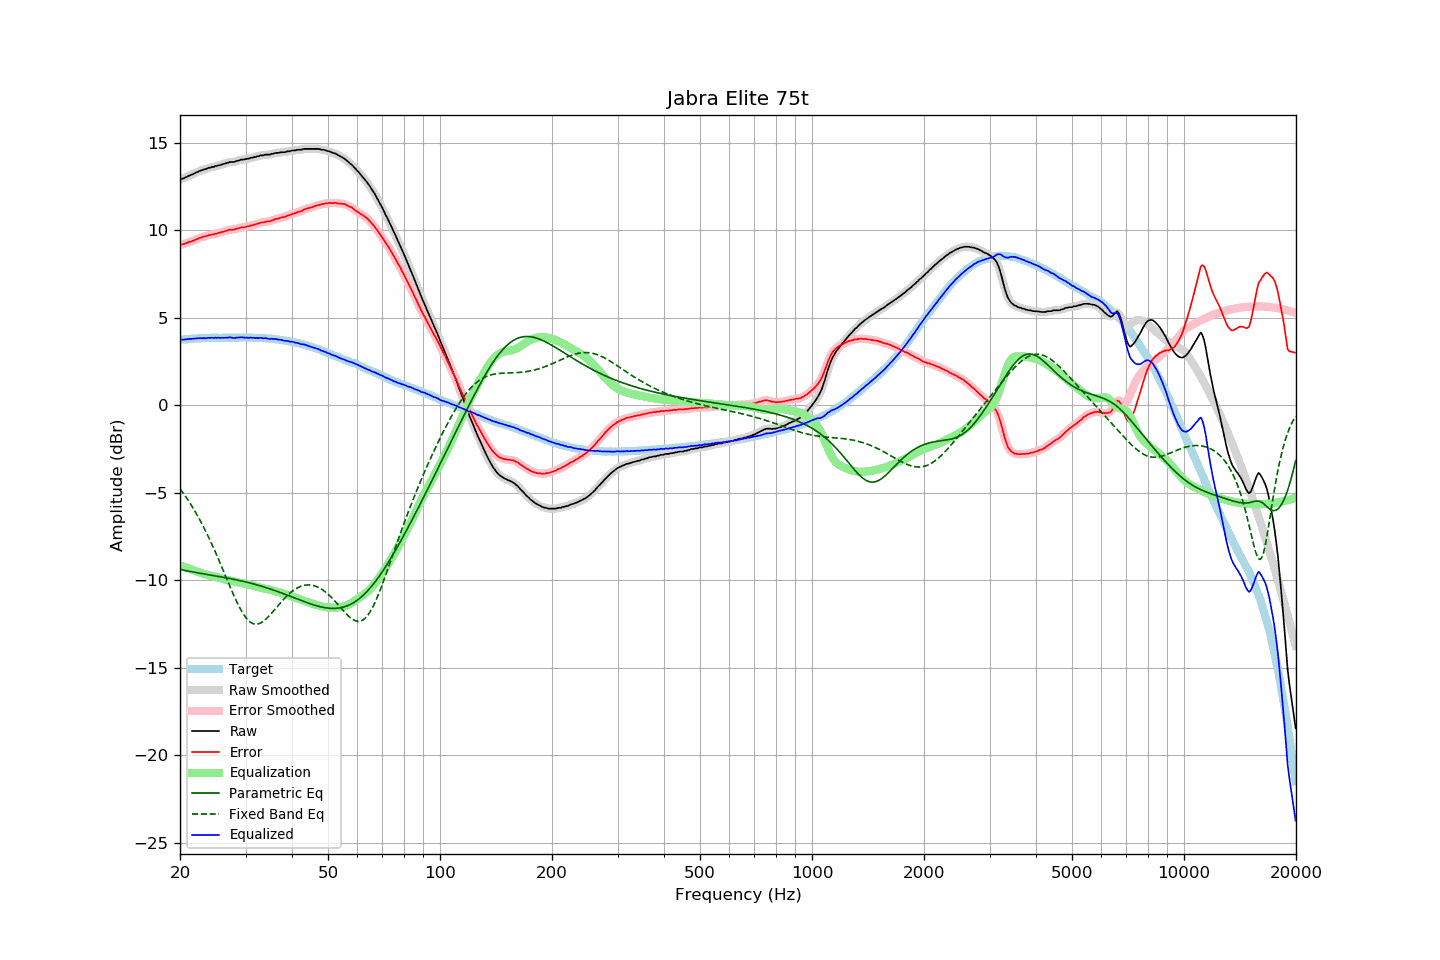 Jabra Elite 75t
Amplitude (dBr)
15
10
5
0
−5
−10
−15
−20
−25
Target
Raw Smoothed
Error Smoothed
Raw
Error
Equalization
Parametric Eq
Fixed Band Eq
Equalized
20 50 100 200 500 1000 2000 5000 10000 20000
Frequency (Hz)